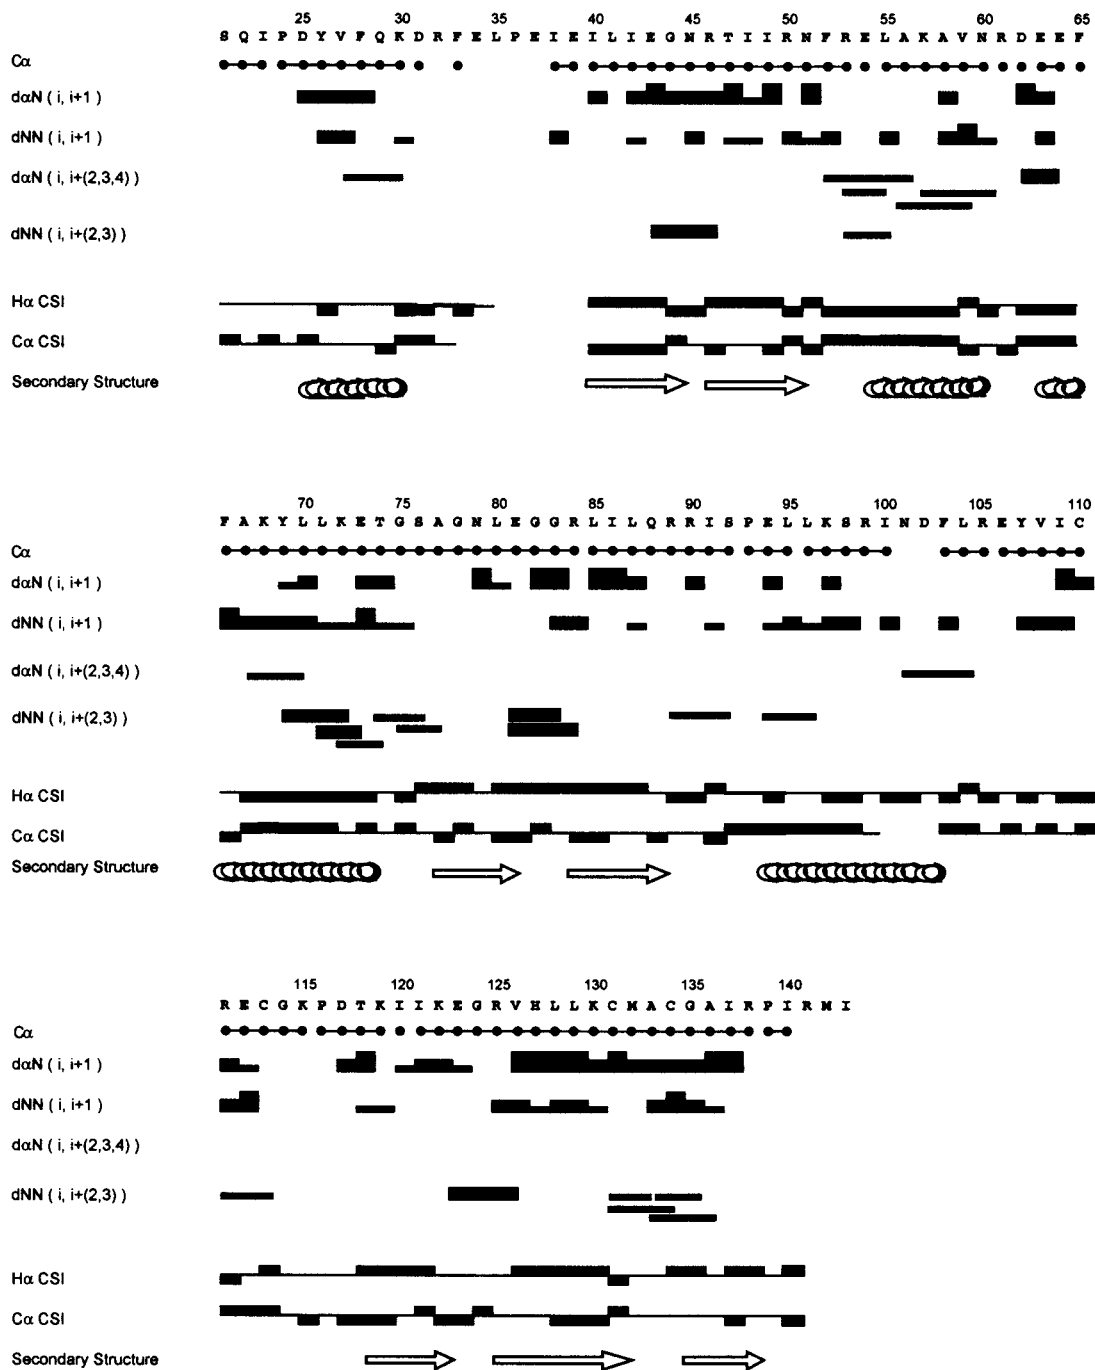 25 30 40 45 50 55 60 65
S Q I P D Y V F Q K D R F E L P E I E I L I E G N R T I I R N F R E L A K A V N R D E E F
Cα
dαN ( i, i+1 )
dNN ( i, i+1 )
dαN ( i, i+(2,3,4) )
dNN ( i, i+(2,3) )
Hα CSI
Cα CSI
Secondary Structure
70 75 80 85 90 95 100 105 110
F A K Y L L K E T G S A G N L E G G R L I L Q R R I S P E L L K S R I N D F L R E Y V I C
Cα
dαN ( i, i+1 )
dNN ( i, i+1 )
dαN ( i, i+(2,3,4) )
dNN ( i, i+(2,3) )
Hα CSI
Cα CSI
Secondary Structure
115 120 125 130 135 140
R E C G K P D T K I I K E G R V H L L K C M A C G A I R P I R M I
Cα
dαN ( i, i+1 )
dNN ( i, i+1 )
dαN ( i, i+(2,3,4) )
dNN ( i, i+(2,3) )
Hα CSI
Cα CSI
Secondary Structure